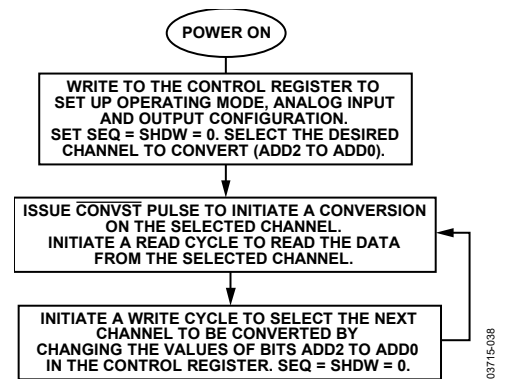 POWER ON
WRITE TO THE CONTROL REGISTER TO
SET UP OPERATING MODE, ANALOG INPUT
AND OUTPUT CONFIGURATION.
SET SEQ = SHDW = 0. SELECT THE DESIRED
CHANNEL TO CONVERT (ADD2 TO ADD0).
ISSUE CONVST PULSE TO INITIATE A CONVERSION
ON THE SELECTED CHANNEL.
INITIATE A READ CYCLE TO READ THE DATA
FROM THE SELECTED CHANNEL.
INITIATE A WRITE CYCLE TO SELECT THE NEXT
CHANNEL TO BE CONVERTED BY
CHANGING THE VALUES OF BITS ADD2 TO ADD0
IN THE CONTROL REGISTER. SEQ = SHDW = 0.
03715-038